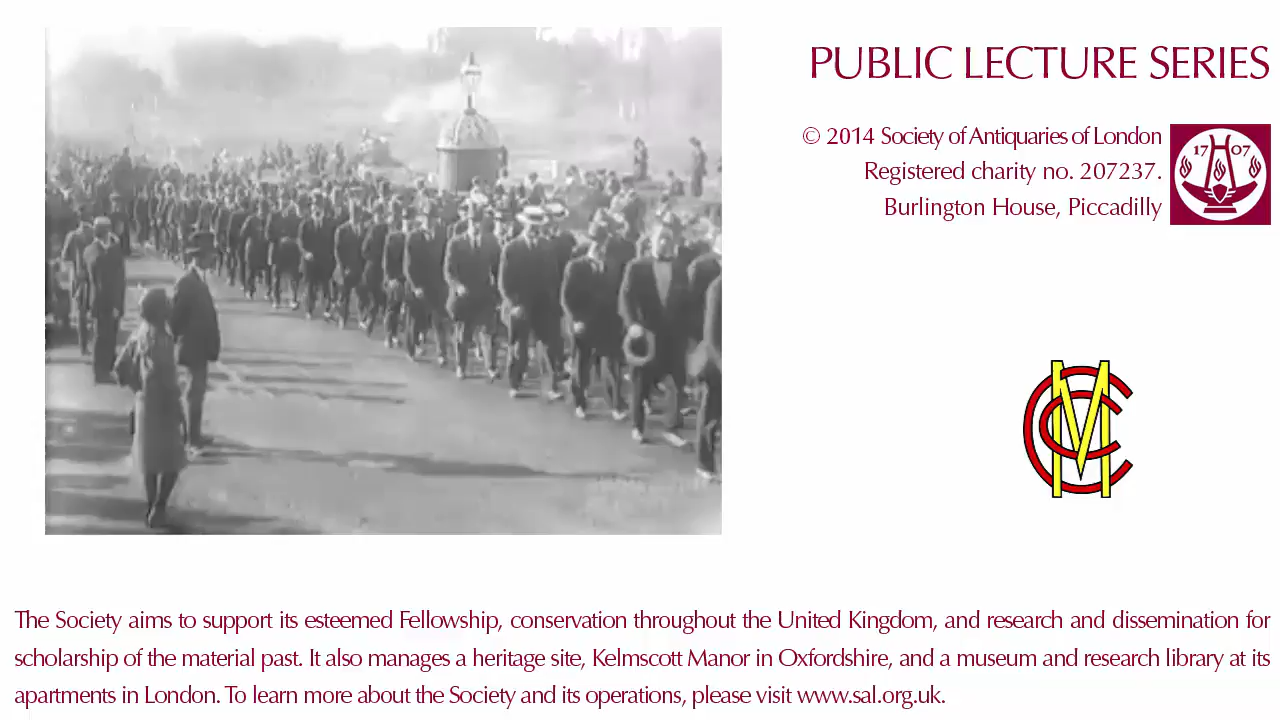 PUBLIC LECTURE SERIES
© 2014 Society of Antiquaries of London
Registered charity no. 207237.
Burlington House, Piccadilly
17 07
MCC
The Society aims to support its esteemed Fellowship, conservation throughout the United Kingdom, and research and dissemination for
scholarship of the material past. It also manages a heritage site, Kelmscott Manor in Oxfordshire, and a museum and research library at its
apartments in London. To learn more about the Society and its operations, please visit www.sal.org.uk.